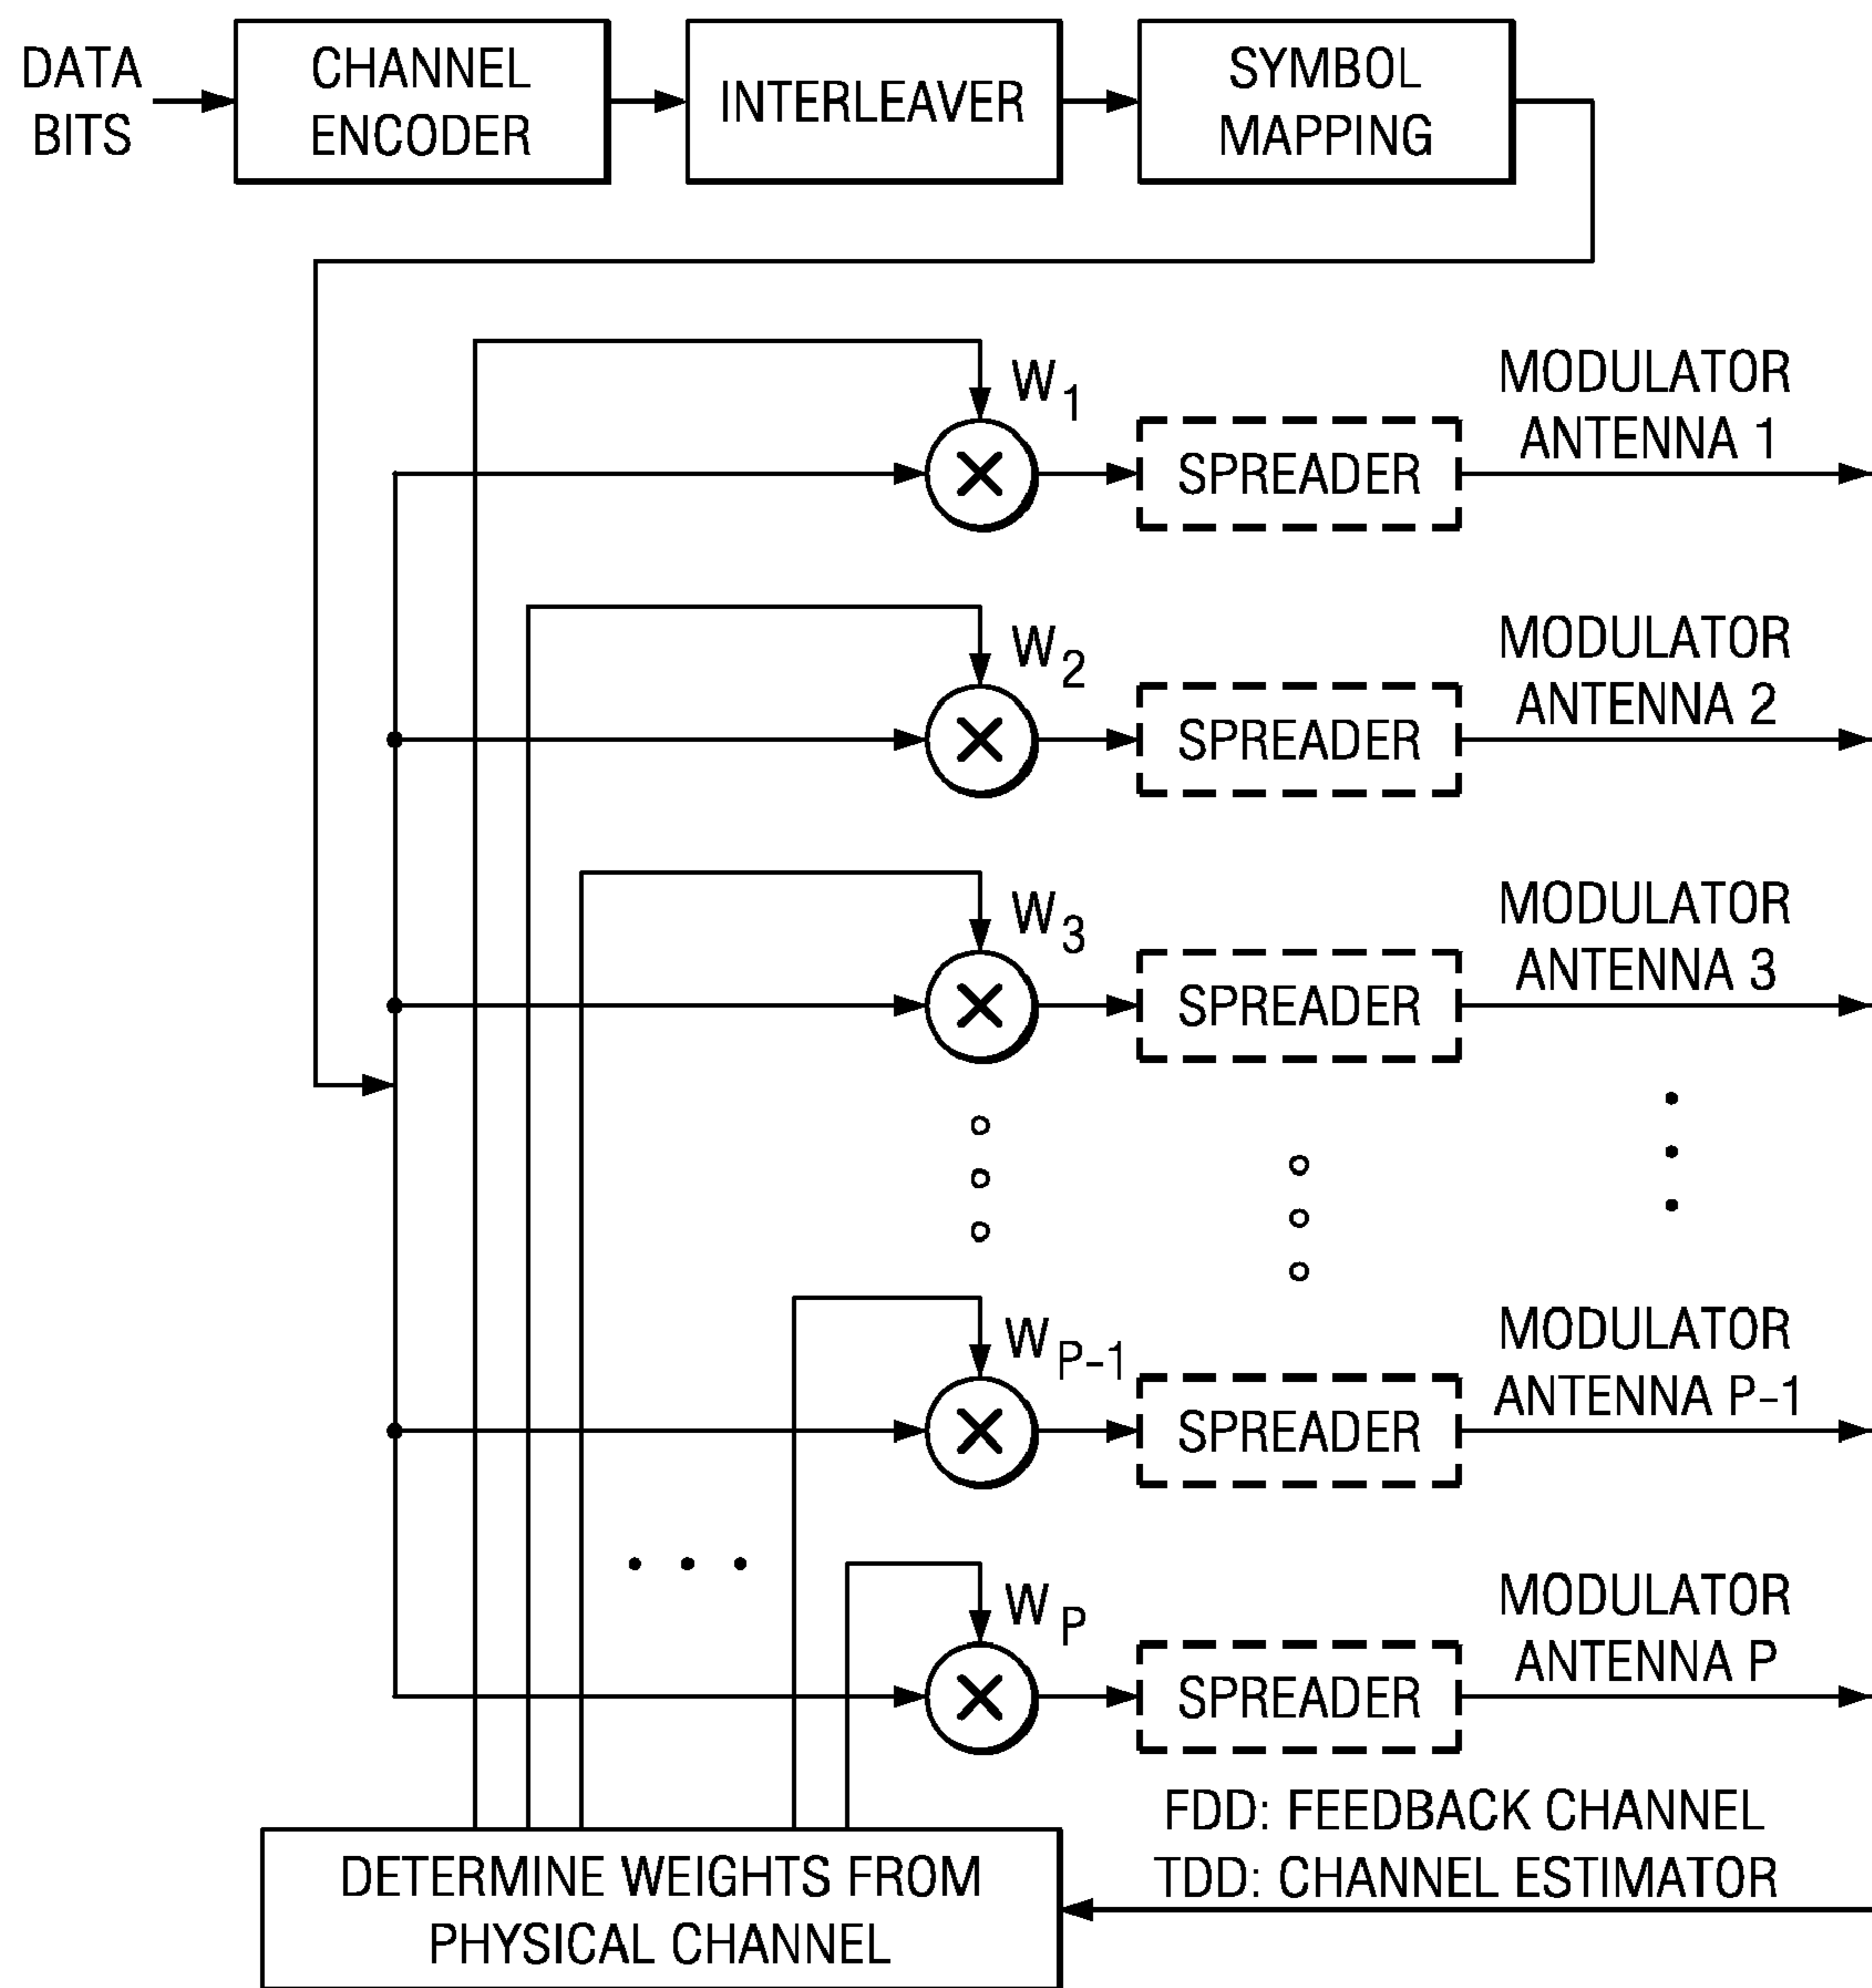 DATA
BITS
CHANNEL
ENCODER
INTERLEAVER
SYMBOL
MAPPING
W1
SPREADER
MODULATOR
ANTENNA 1
W2
SPREADER
MODULATOR
ANTENNA 2
W3
SPREADER
MODULATOR
ANTENNA 3
WP-1
SPREADER
MODULATOR
ANTENNA P-1
WP
SPREADER
MODULATOR
ANTENNA P
DETERMINE WEIGHTS FROM
PHYSICAL CHANNEL
FDD: FEEDBACK CHANNEL
TDD: CHANNEL ESTIMATOR